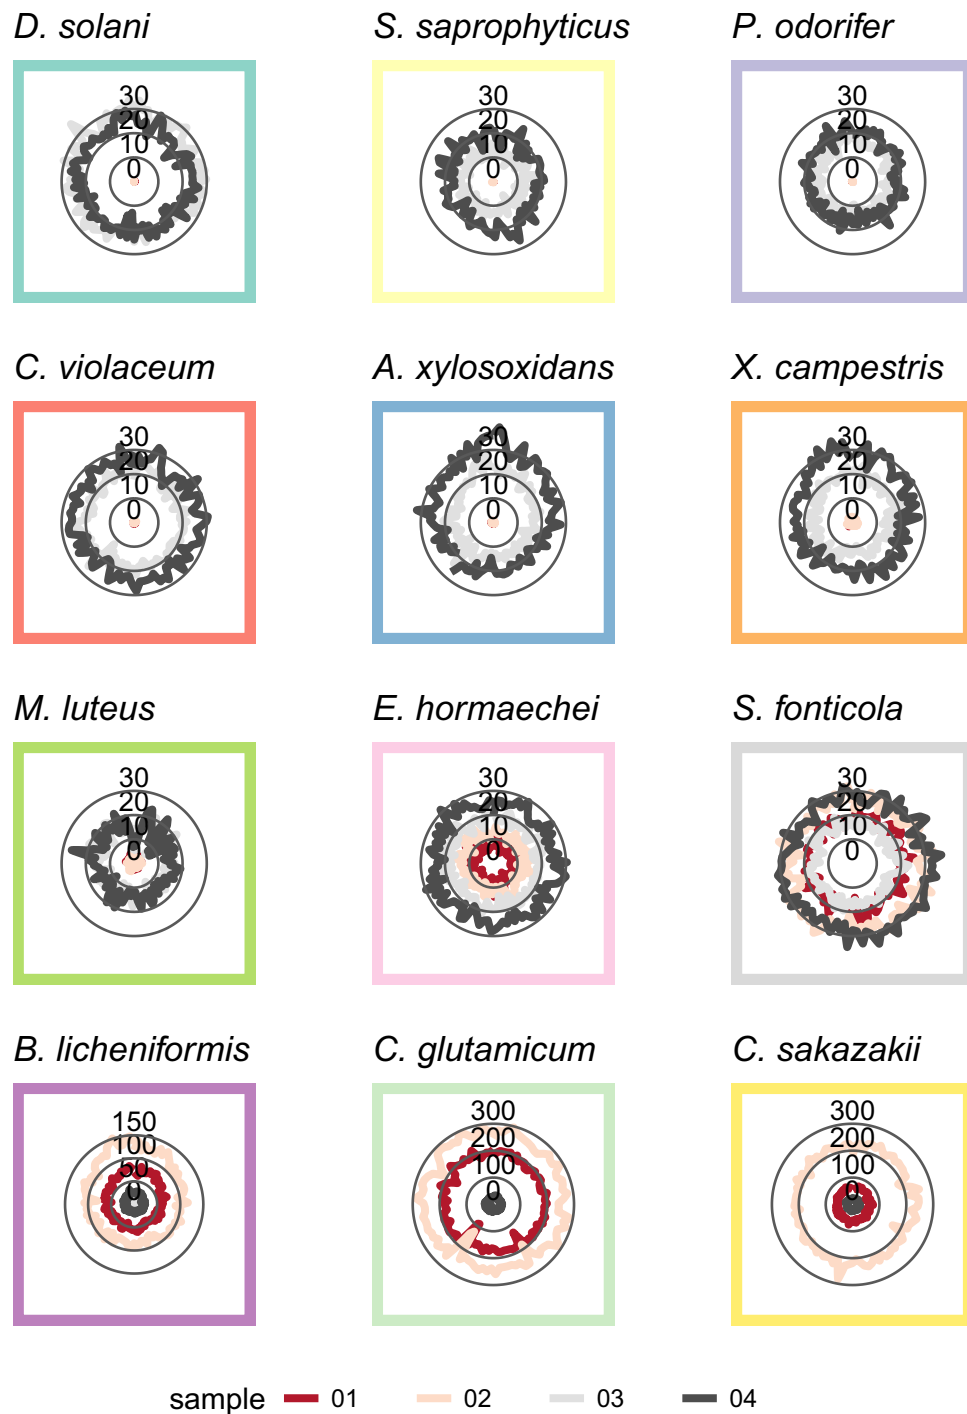 D. solani S. saprophyticus P. odorifer
30 30 30
20 20 20
10 10 10
0 0 0
C. violaceum A. xylosoxidans X. campestris
30 30 30
20 20 20
10 10 10
0 0 0
M. luteus E. hormaechei S. fonticola
30 30 30
20 20 20
10 10 10
0 0 0
B. licheniformis C. glutamicum C. sakazakii
150 300 300
100 200 200
50 100 100
0 0 0
sample 01 02 03 04